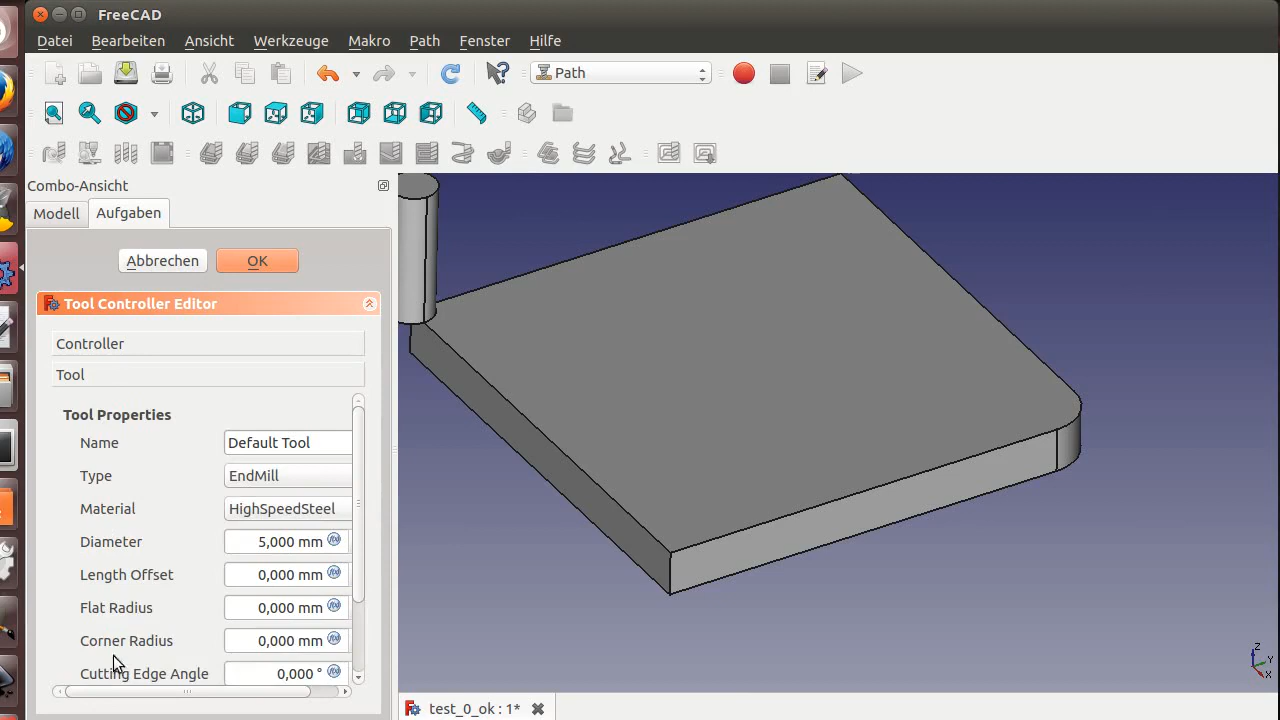 FreeCAD
Datei Bearbeiten Ansicht Werkzeuge Makro Path Fenster Hilfe
Path
Combo-Ansicht
Modell Aufgaben
Abbrechen OK
Tool Controller Editor
Controller
Tool
Tool Properties
Name Default Tool
Type EndMill
Material HighSpeedSteel
Diameter 5,000 mm
Length Offset 0,000 mm
Flat Radius 0,000 mm
Corner Radius 0,000 mm
Cutting Edge Angle 0,000 °
Z
Y
X
test_0_ok : 1*